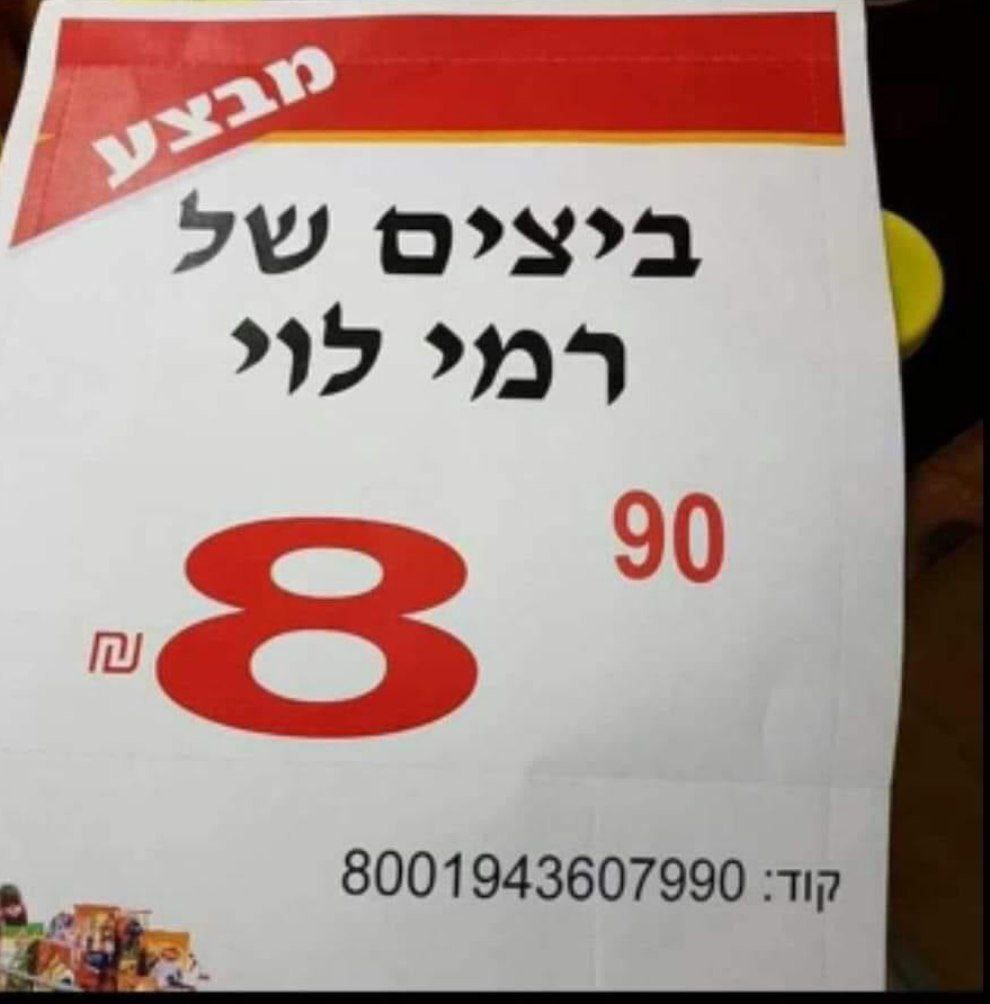 מבצע
ביצים של
רמי לוי
8 90 ₪
קוד: 8001943607990